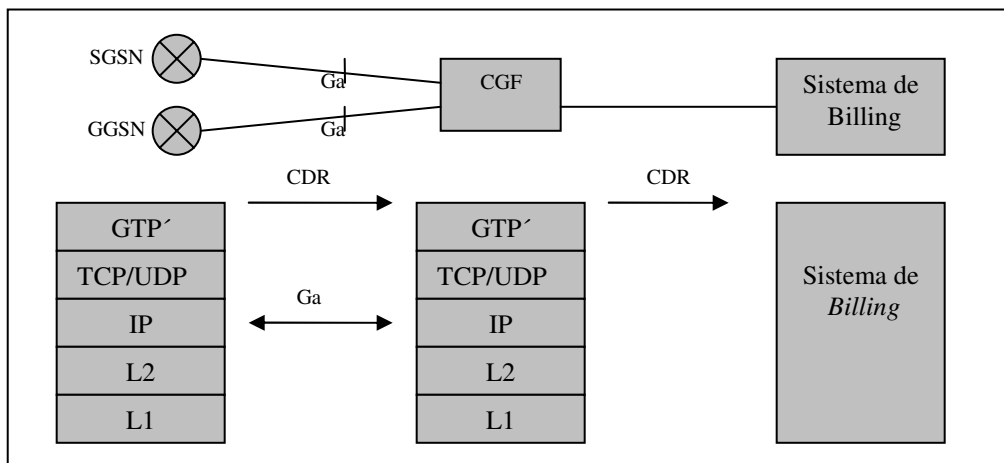 SGSN
Ga
CGF
Sistema de
Billing
GGSN
Ga
CDR
CDR
GTP´
TCP/UDP
IP
L2
L1
Ga
GTP´
TCP/UDP
IP
L2
L1
Sistema de
Billing